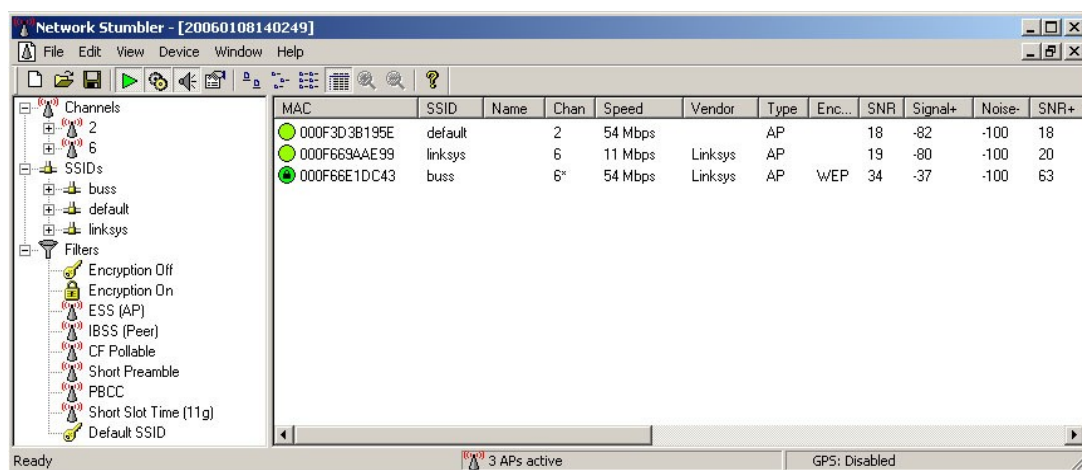 Network Stumbler - [20060108140249]
File Edit View Device Window Help
Channels
2
6
SSIDs
buss
default
linksys
Filters
Encryption Off
Encryption On
ESS (AP)
IBSS (Peer)
CF Pollable
Short Preamble
PBCC
Short Slot Time (11g)
Default SSID
MAC SSID Name Chan Speed Vendor Type Enc... SNR Signal+ Noise- SNR+
000F3D3B195E default 2 54 Mbps AP 18 -82 -100 18
000F669AAE99 linksys 6 11 Mbps Linksys AP 19 -80 -100 20
000F66E1DC43 buss 6* 54 Mbps Linksys AP WEP 34 -37 -100 63
Ready 3 APs active GPS: Disabled